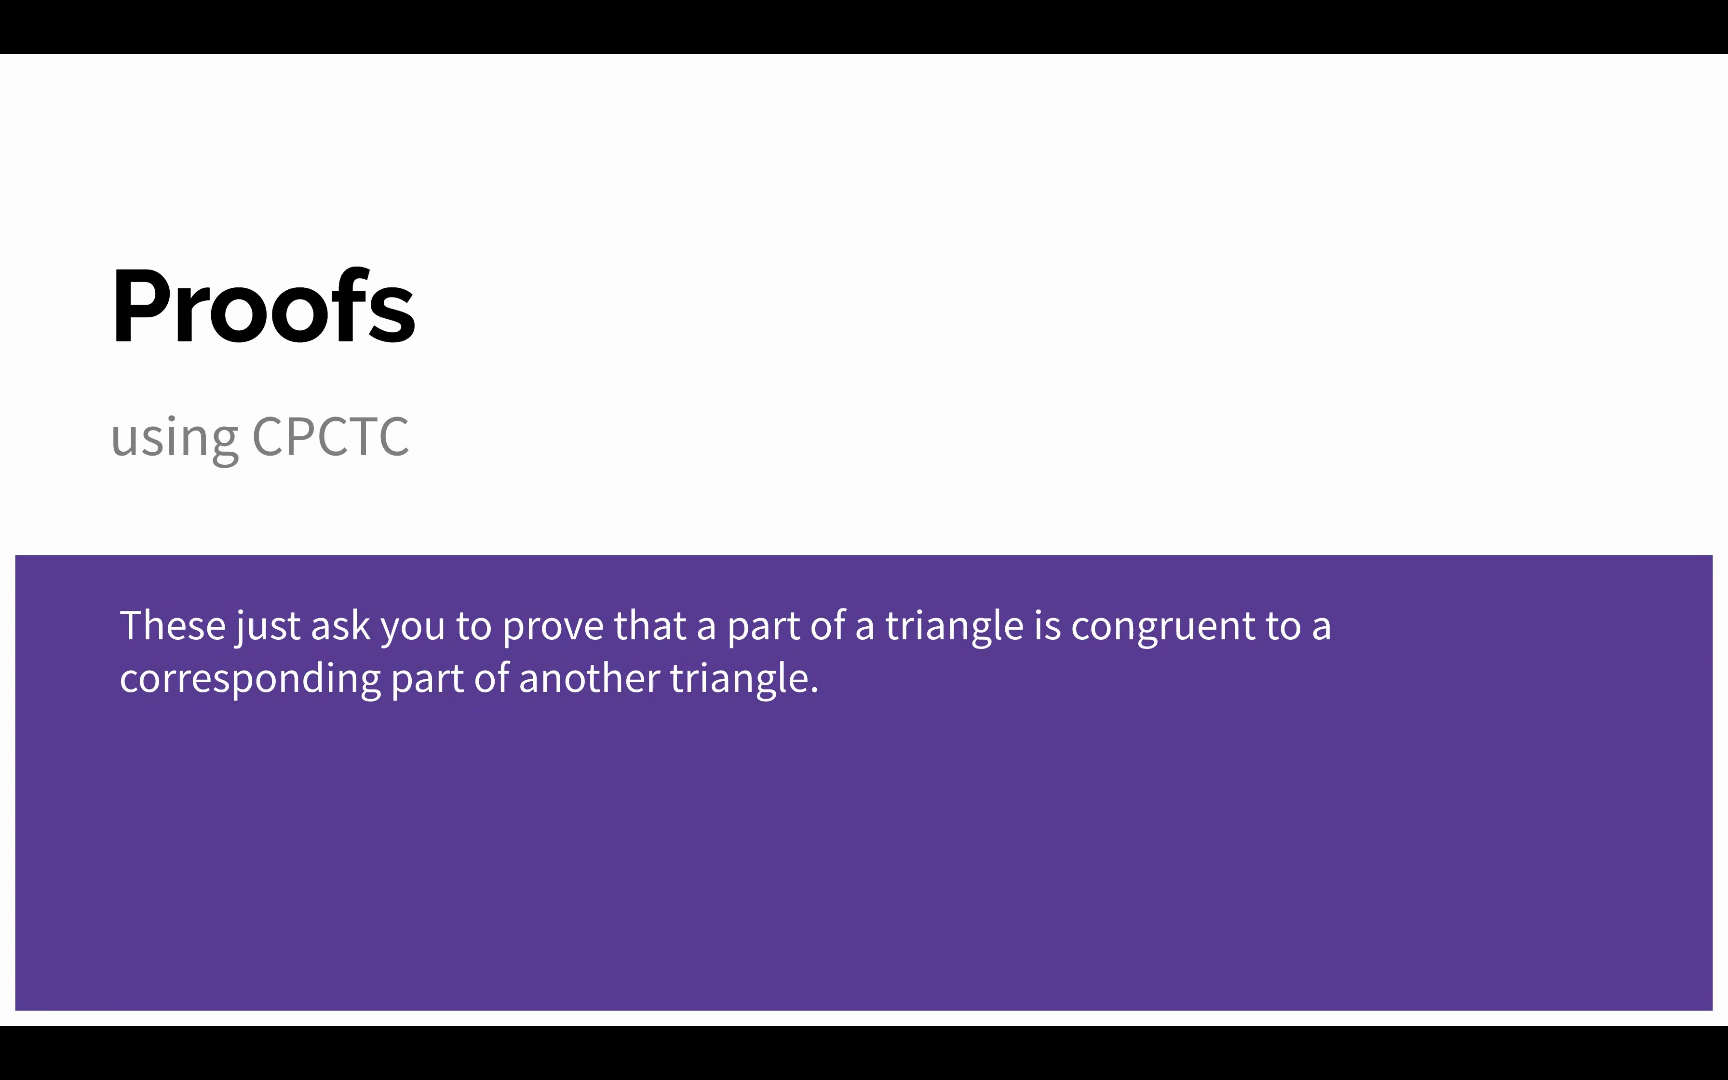 Proofs
using CPCTC
These just ask you to prove that a part of a triangle is congruent to a
corresponding part of another triangle.